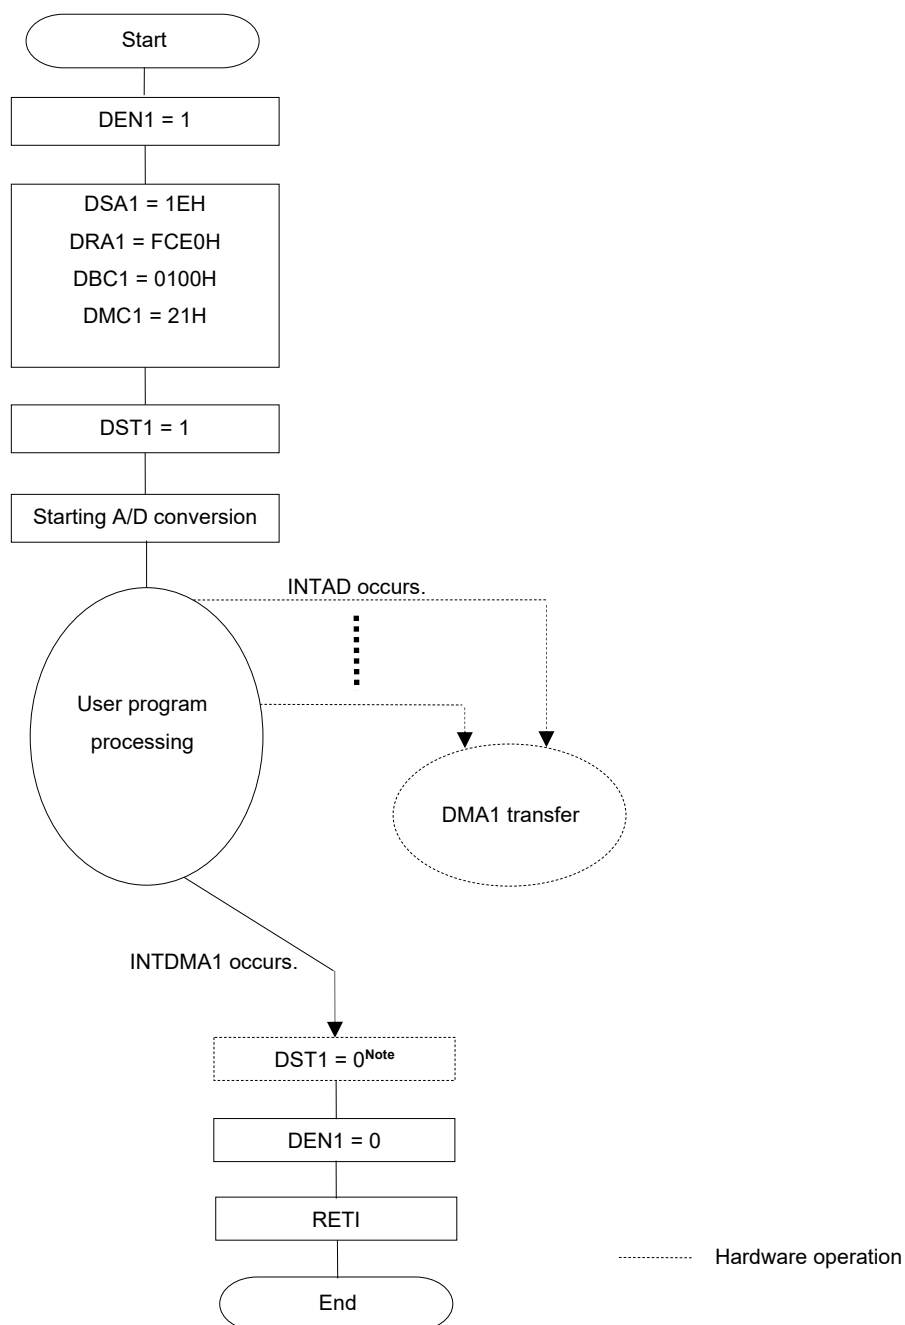 Start
DEN1 = 1
DSA1 = 1EH
DRA1 = FCE0H
DBC1 = 0100H
DMC1 = 21H
DST1 = 1
Starting A/D conversion
INTAD occurs.
User program
processing
DMA1 transfer
INTDMA1 occurs.
DST1 = 0Note
DEN1 = 0
RETI
Hardware operation
End